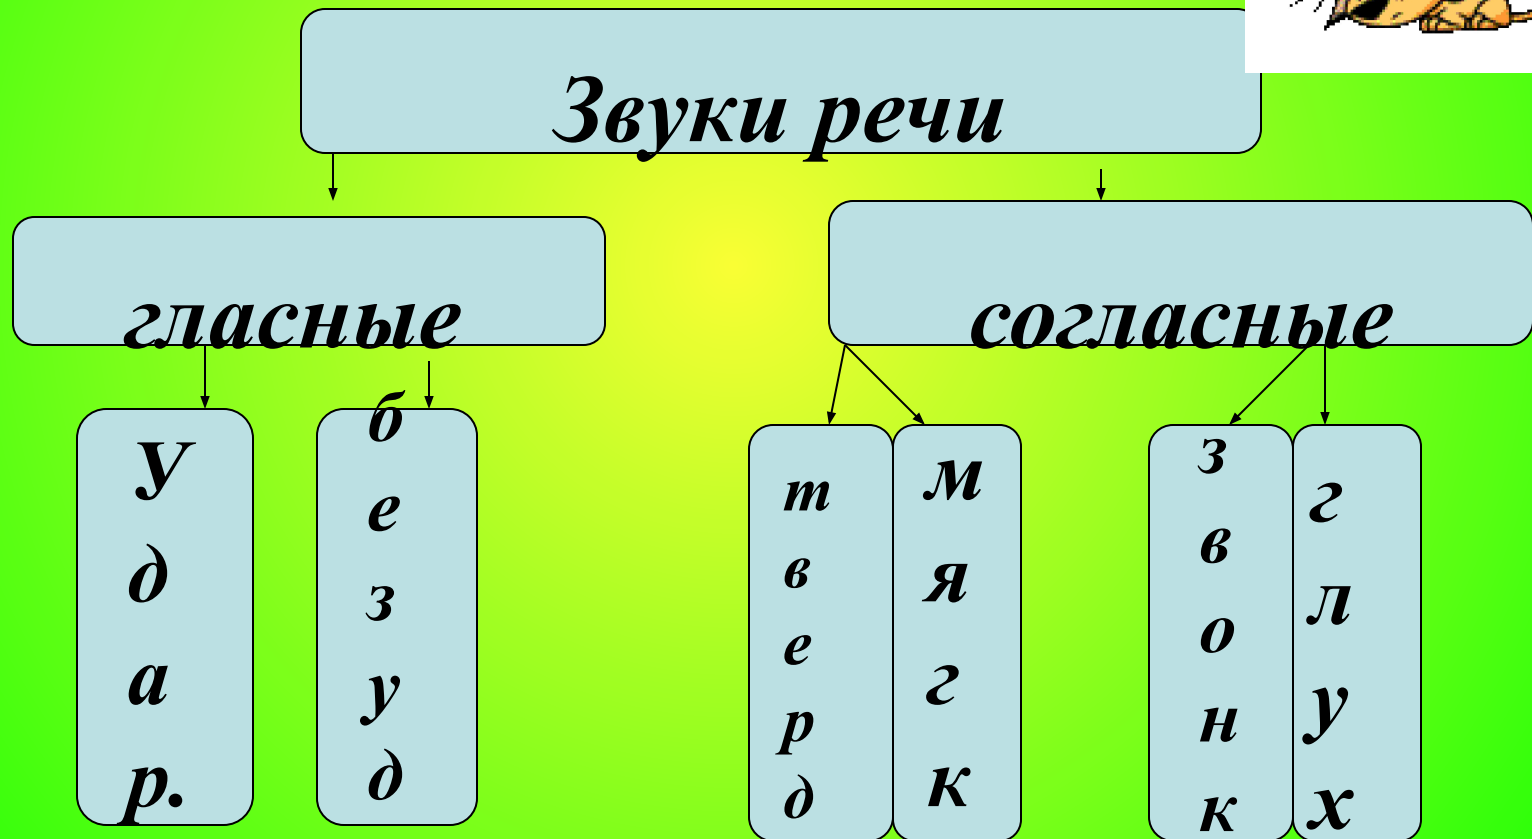 Звуки речи
гласные
согласные
Удар.
безуд
тверд
мягк
звонк
глух